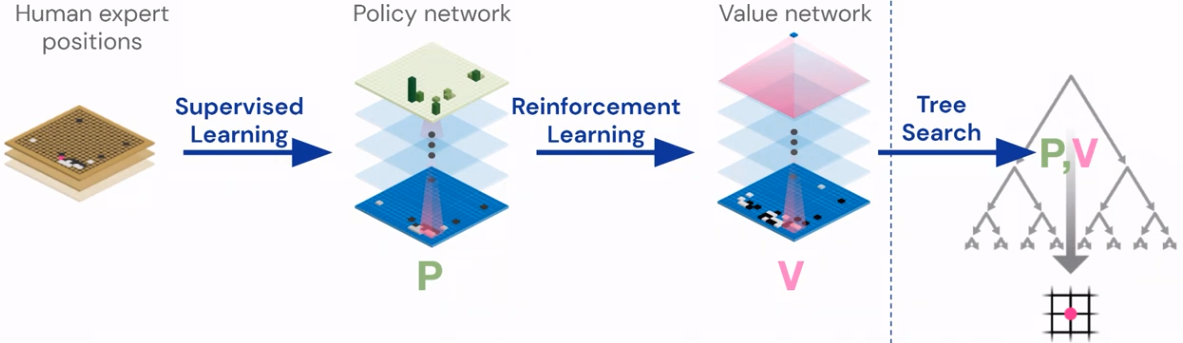 Human expert
positions
Supervised
Learning
Policy network
P
Reinforcement
Learning
Value network
V
Tree
Search
P,V